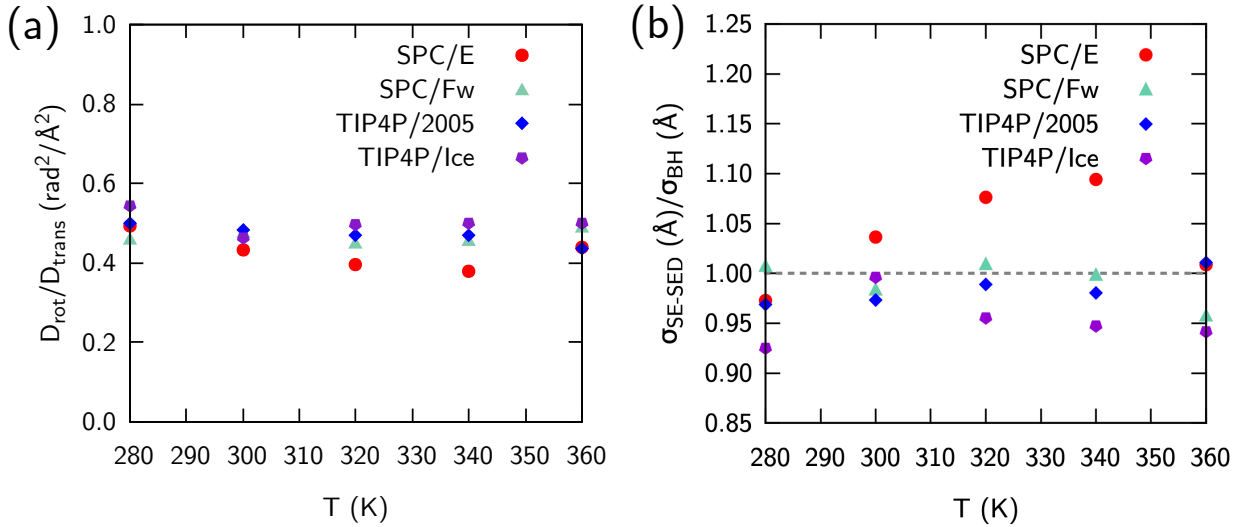 (a)
1.0
0.8
0.6
0.4
0.2
0.0
D_rot/D_trans (rad²/Å²)
SPC/E
SPC/Fw
TIP4P/2005
TIP4P/Ice
280 290 300 310 320 330 340 350 360
T (K)
(b)
1.25
1.20
1.15
1.10
1.05
1.00
0.95
0.90
0.85
σ_SE-SED (Å)/σ_BH (Å)
SPC/E
SPC/Fw
TIP4P/2005
TIP4P/Ice
280 290 300 310 320 330 340 350 360
T (K)